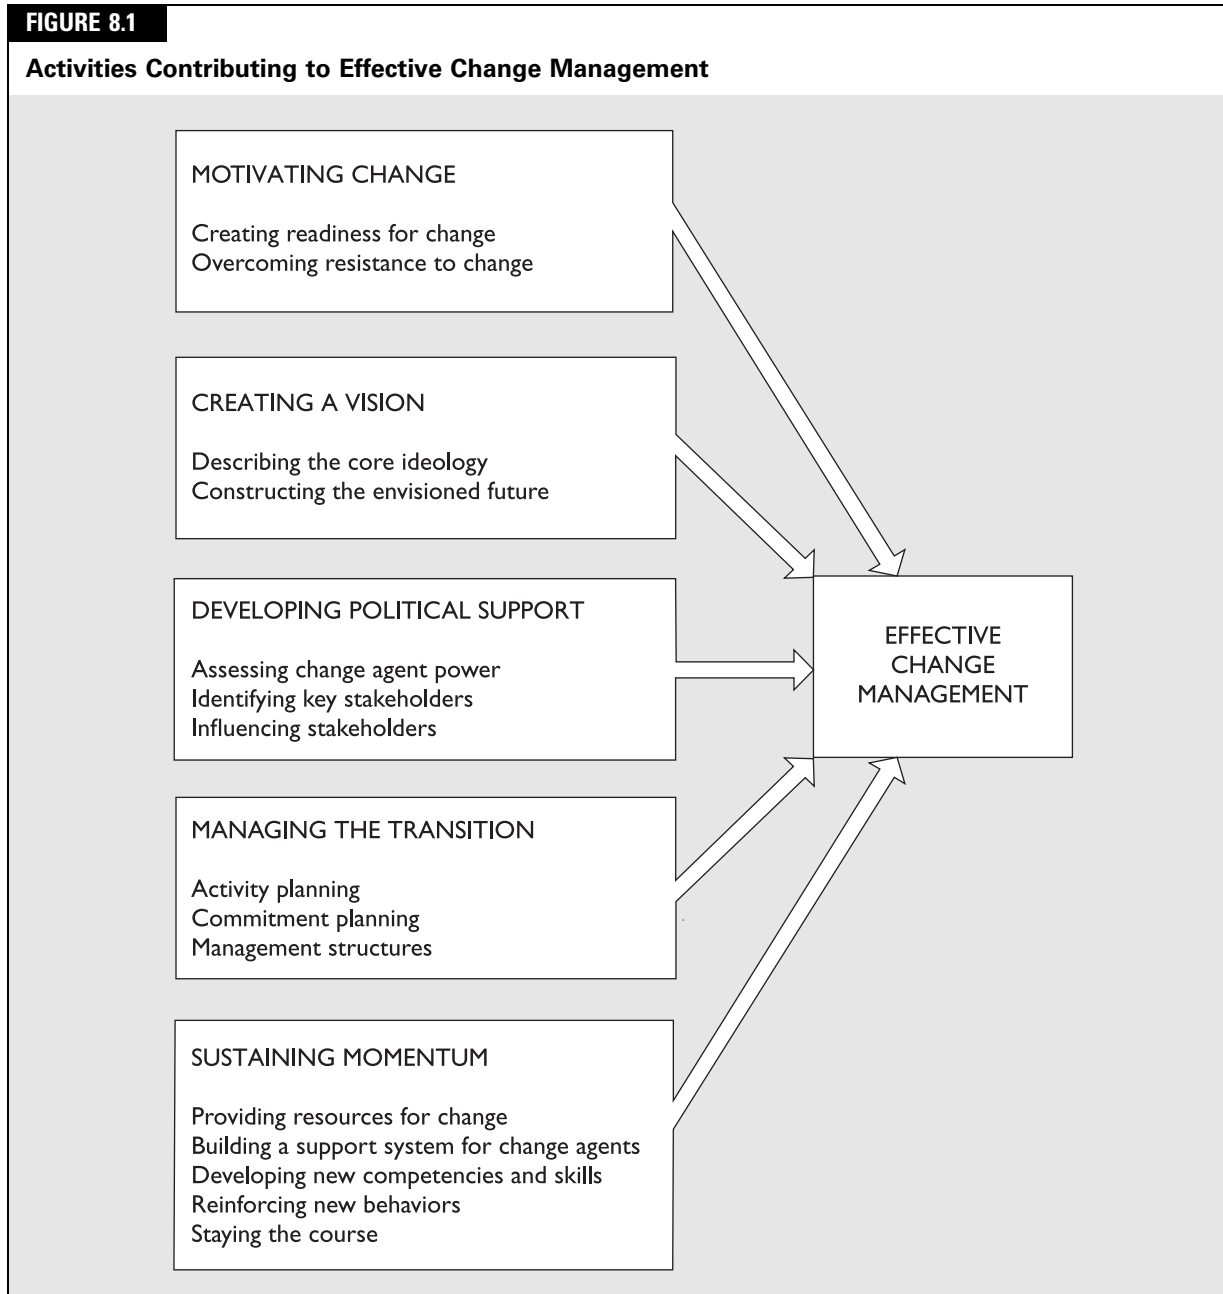 FIGURE 8.1
Activities Contributing to Effective Change Management
MOTIVATING CHANGE
Creating readiness for change
Overcoming resistance to change
CREATING A VISION
Describing the core ideology
Constructing the envisioned future
DEVELOPING POLITICAL SUPPORT
Assessing change agent power
Identifying key stakeholders
Influencing stakeholders
EFFECTIVE
CHANGE
MANAGEMENT
MANAGING THE TRANSITION
Activity planning
Commitment planning
Management structures
SUSTAINING MOMENTUM
Providing resources for change
Building a support system for change agents
Developing new competencies and skills
Reinforcing new behaviors
Staying the course